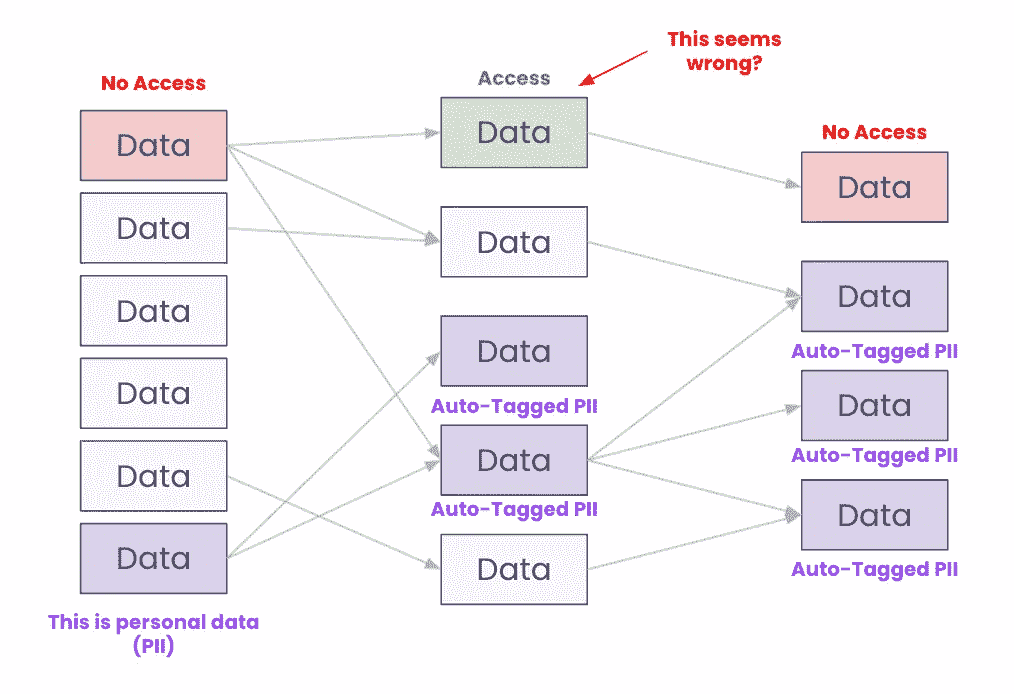 This seems
wrong?
No Access
Access
No Access
Data
Data
Data
Data
Data
Data
This is personal data
(PII)
Data
Data
Data
Auto-Tagged PII
Data
Auto-Tagged PII
Data
Data
Data
Auto-Tagged PII
Data
Auto-Tagged PII
Data
Auto-Tagged PII